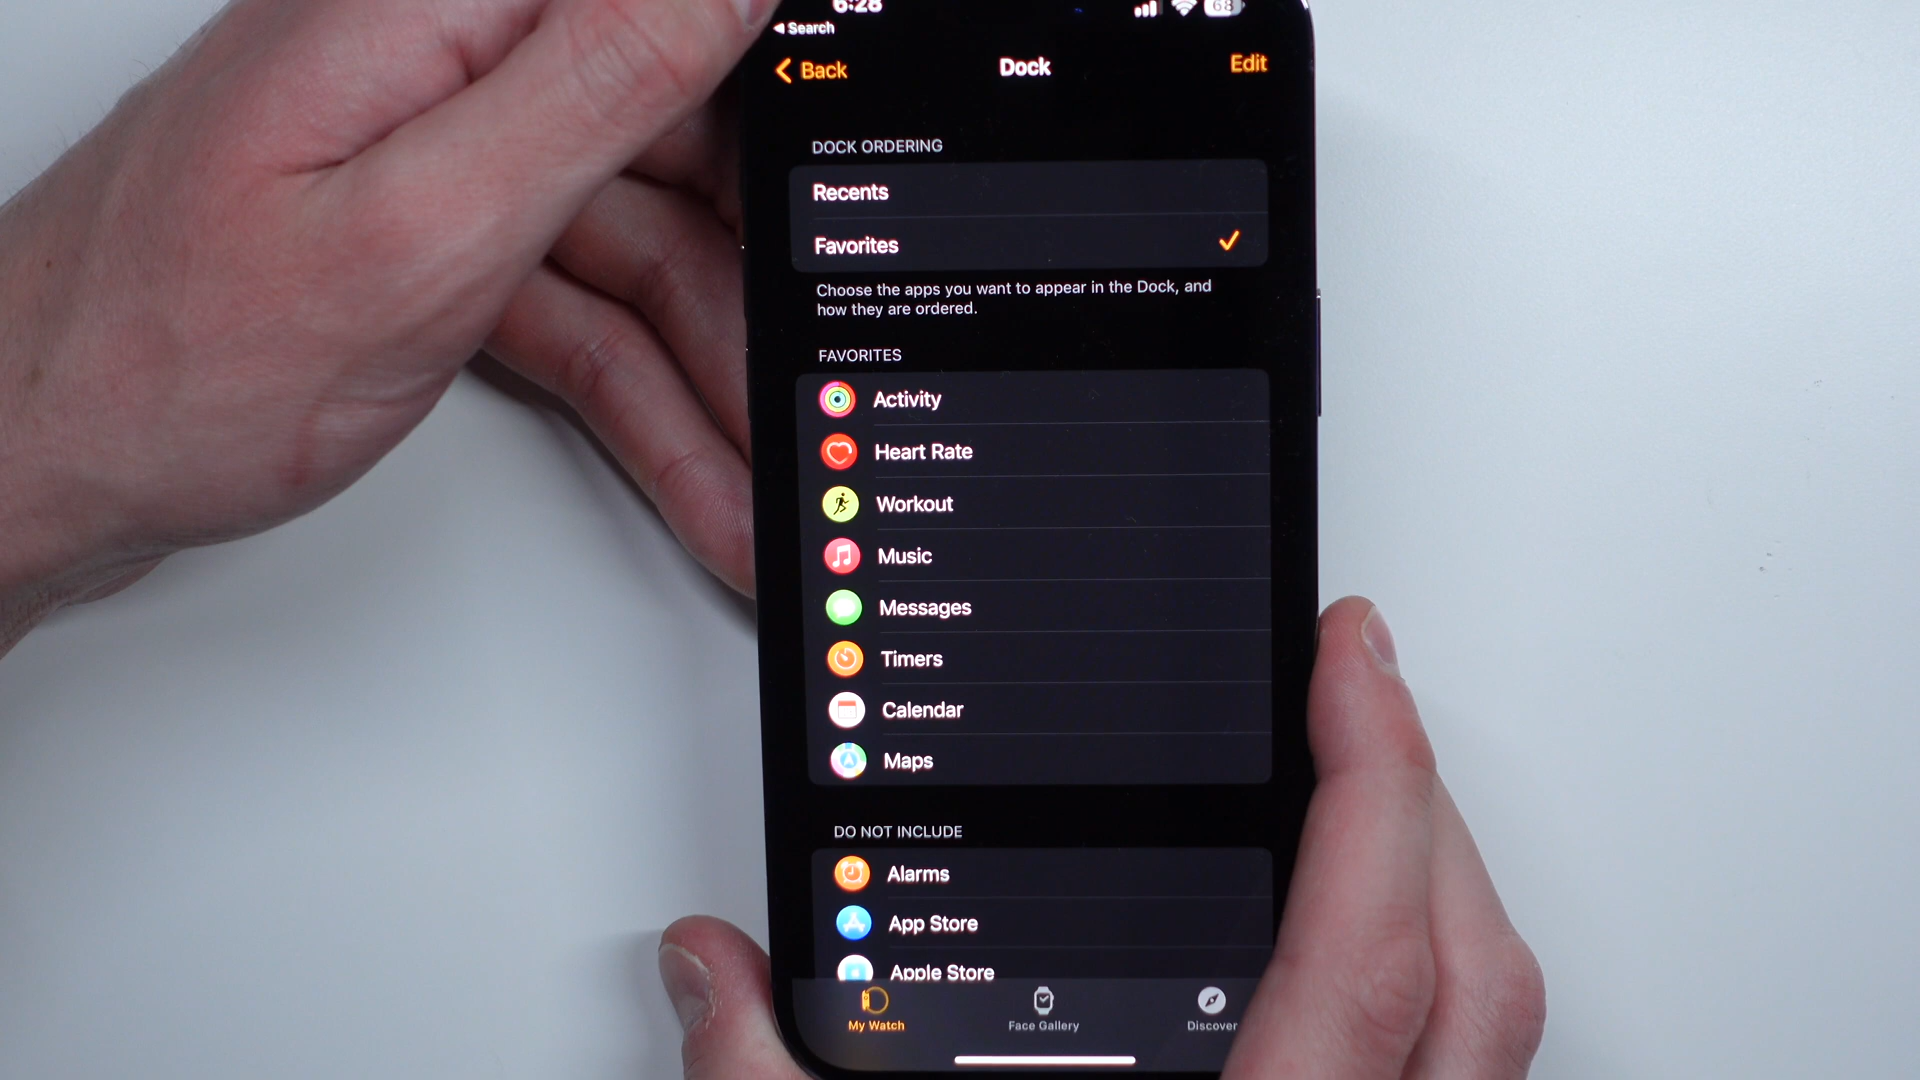 6:28
68
◀ Search
Back
Dock
Edit
DOCK ORDERING
Recents
Favorites
Choose the apps you want to appear in the Dock, and
how they are ordered.
FAVORITES
Activity
Heart Rate
Workout
Music
Messages
Timers
Calendar
Maps
DO NOT INCLUDE
Alarms
App Store
Apple Store
My Watch
Face Gallery
Discover